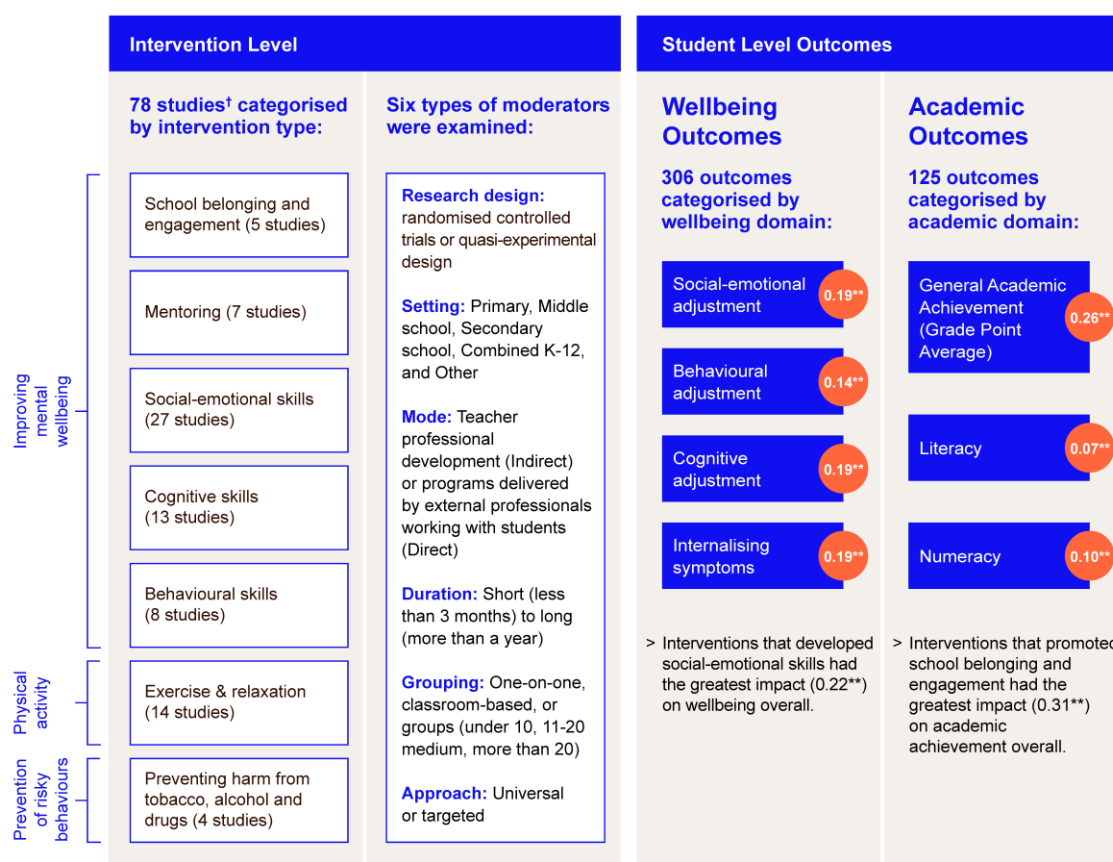 Intervention Level
78 studies† categorised
by intervention type:
Improving
mental
wellbeing
School belonging and
engagement (5 studies)
Mentoring (7 studies)
Social-emotional skills
(27 studies)
Cognitive skills
(13 studies)
Behavioural skills
(8 studies)
Physical
activity
Exercise & relaxation
(14 studies)
Prevention
of risky
behaviours
Preventing harm from
tobacco, alcohol and
drugs (4 studies)
Six types of moderators
were examined:
Research design:
randomised controlled
trials or quasi-experimental
design
Setting: Primary, Middle
school, Secondary
school, Combined K-12,
and Other
Mode: Teacher
professional
development (Indirect)
or programs delivered
by external professionals
working with students
(Direct)
Duration: Short (less
than 3 months) to long
(more than a year)
Grouping: One-on-one,
classroom-based, or
groups (under 10, 11-20
medium, more than 20)
Approach: Universal
or targeted
Student Level Outcomes
Wellbeing
Outcomes
306 outcomes
categorised by
wellbeing domain:
Social-emotional
adjustment
0.19**
Behavioural
adjustment
0.14**
Cognitive
adjustment
0.19**
Internalising
symptoms
0.19**
> Interventions that developed
social-emotional skills had
the greatest impact (0.22**)
on wellbeing overall.
Academic
Outcomes
125 outcomes
categorised by
academic domain:
General Academic
Achievement
(Grade Point
Average)
0.26**
Literacy
0.07**
Numeracy
0.10**
> Interventions that promoted
school belonging and
engagement had the
greatest impact (0.31**)
on academic
achievement overall.